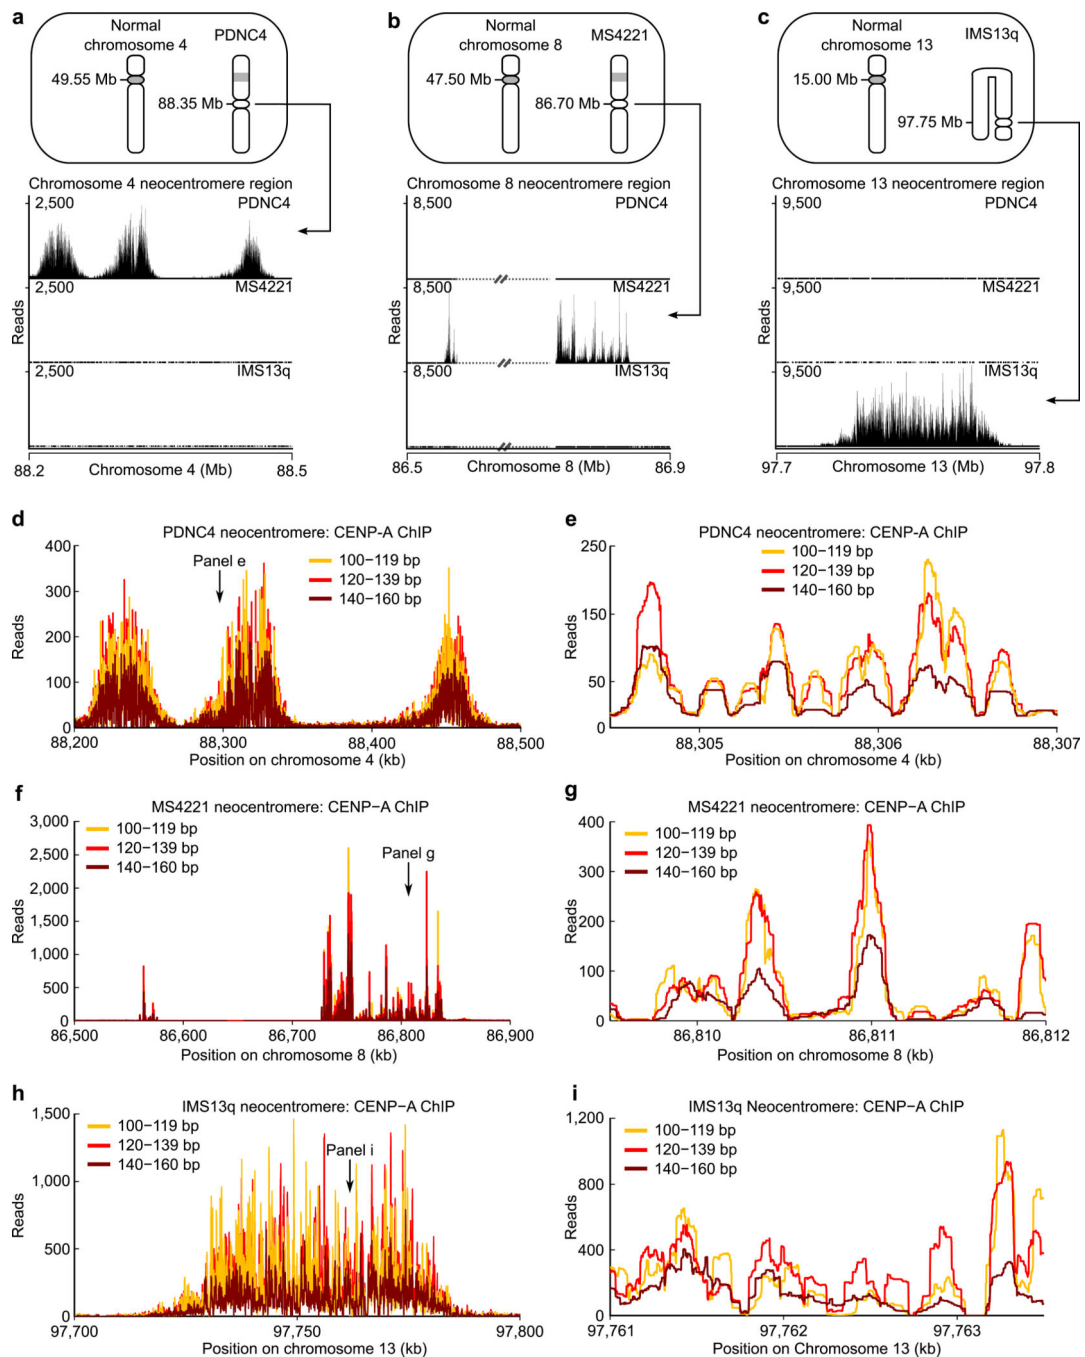 a
Normal chromosome 4
PDNC4
49.55 Mb
88.35 Mb
Chromosome 4 neocentromere region
2,500
PDNC4
2,500
MS4221
2,500
IMS13q
Reads
88.2
Chromosome 4 (Mb)
88.5
b
Normal chromosome 8
MS4221
47.50 Mb
86.70 Mb
Chromosome 8 neocentromere region
8,500
PDNC4
8,500
MS4221
8,500
IMS13q
Reads
86.5
Chromosome 8 (Mb)
86.9
c
Normal chromosome 13
IMS13q
15.00 Mb
97.75 Mb
Chromosome 13 neocentromere region
9,500
PDNC4
9,500
MS4221
9,500
IMS13q
Reads
97.7
Chromosome 13 (Mb)
97.8
d
PDNC4 neocentromere: CENP-A ChIP
400
300
200
100
0
Reads
Panel e
100−119 bp
120−139 bp
140−160 bp
88,200
88,300
88,400
88,500
Position on chromosome 4 (kb)
e
PDNC4 neocentromere: CENP-A ChIP
250
150
50
0
Reads
100−119 bp
120−139 bp
140−160 bp
88,305
88,306
88,307
Position on chromosome 4 (kb)
f
MS4221 neocentromere: CENP−A ChIP
3,000
2,500
2,000
1,500
1,000
500
0
Reads
100−119 bp
120−139 bp
140−160 bp
Panel g
86,500
86,600
86,700
86,800
86,900
Position on chromosome 8 (kb)
g
MS4221 neocentromere: CENP−A ChIP
400
300
200
100
0
Reads
100−119 bp
120−139 bp
140−160 bp
86,810
86,811
86,812
Position on chromosome 8 (kb)
h
IMS13q neocentromere: CENP−A ChIP
1,500
1,000
500
0
Reads
100−119 bp
120−139 bp
140−160 bp
Panel i
97,700
97,750
97,800
Position on chromosome 13 (kb)
i
IMS13q Neocentromere: CENP−A ChIP
1,200
800
400
0
Reads
100−119 bp
120−139 bp
140−160 bp
97,761
97,762
97,763
Position on Chromosome 13 (kb)